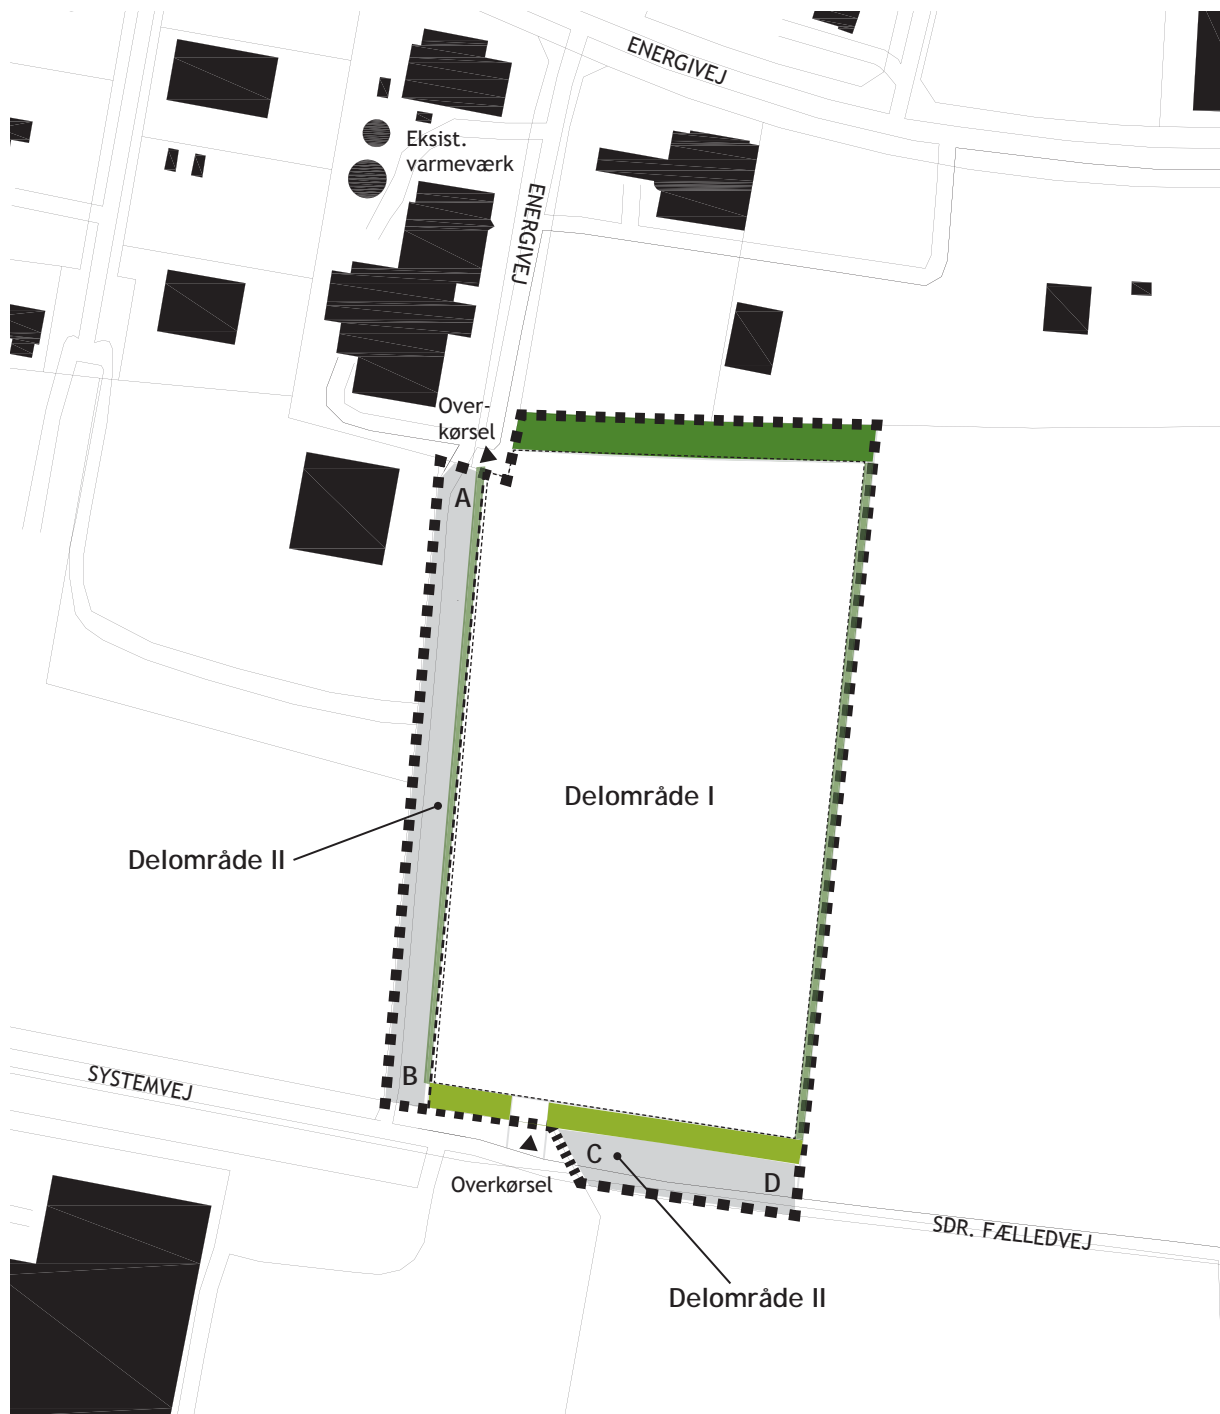 ENERGIVEJ
Eksist.
varmeværk
ENERGIVEJ
Over-
kørsel
A
Delområde I
Delområde II
B
SYSTEMVEJ
C
D
Overkørsel
SDR. FÆLLEDVEJ
Delområde II